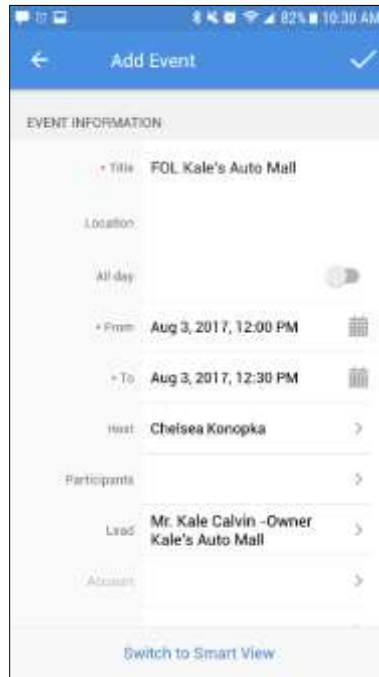 82% 10:30 AM
Add Event
EVENT INFORMATION
* Title FOL Kale's Auto Mall
Location
All day
* From Aug 3, 2017, 12:00 PM
* To Aug 3, 2017, 12:30 PM
Host Chelsea Konopka
Participants
Lead Mr. Kale Calvin -Owner
Kale's Auto Mall
Account
Switch to Smart View